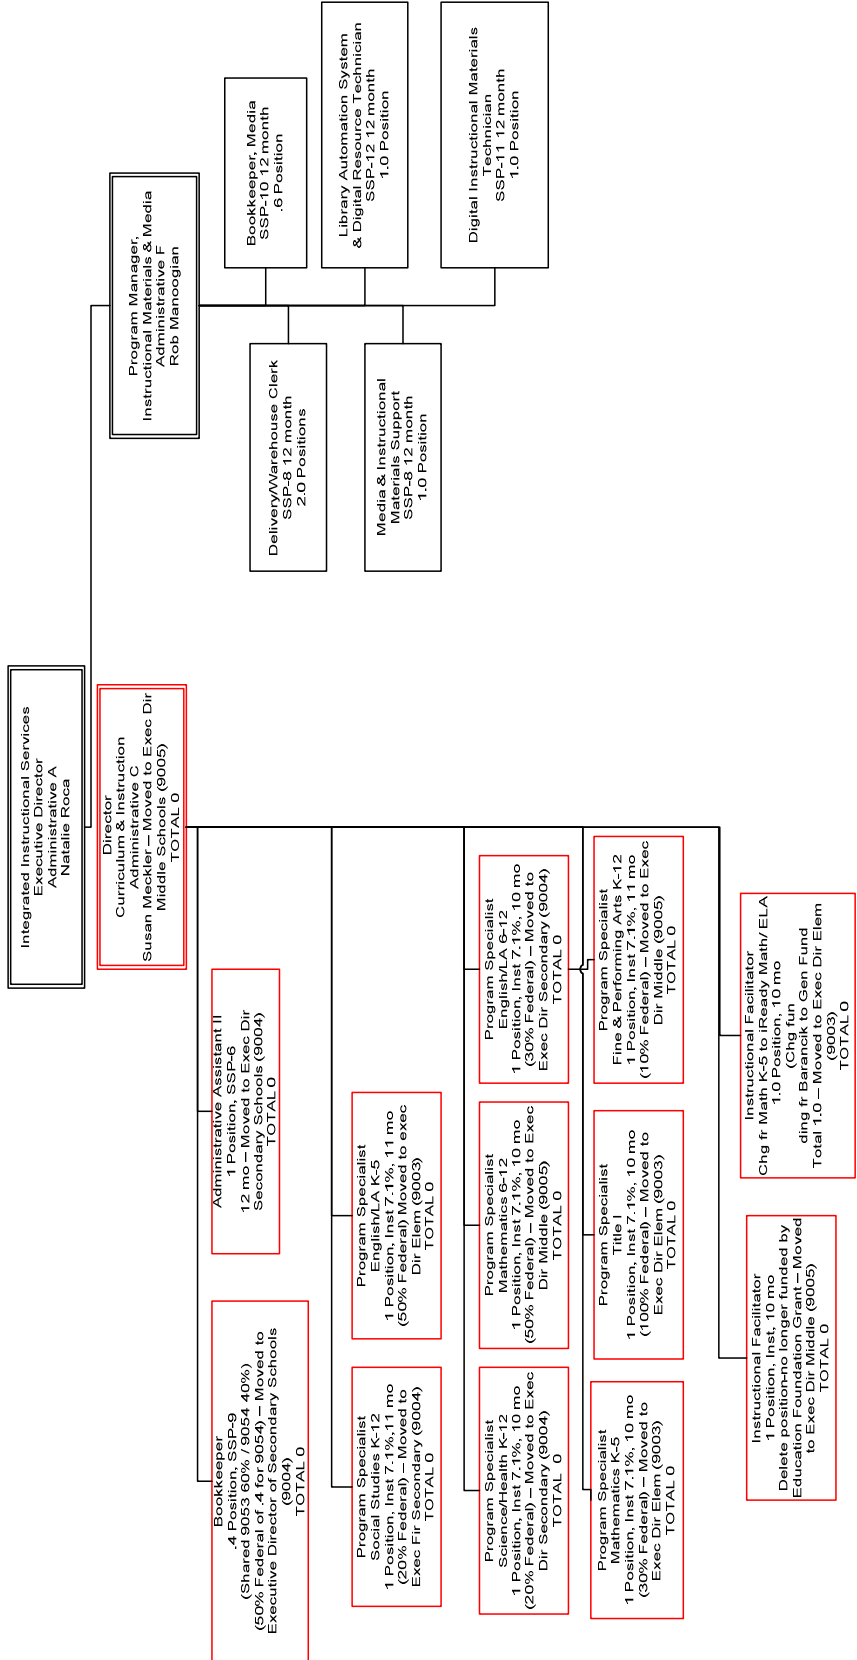 Integrated Instructional Services
Executive Director
Administrative A
Natalie Roca
Program Manager,
Instructional Materials & Media
Administrative F
Rob Manoogian
Bookkeeper, Media
SSP-10 12 month
.6 Position
Library Automation System
& Digital Resource Technician
SSP-12 12 month
1.0 Position
Digital Instructional Materials
Technician
SSP-11 12 month
1.0 Position
Delivery/Warehouse Clerk
SSP-8 12 month
2.0 Positions
Media & Instructional
Materials Support
SSP-8 12 month
1.0 Position
Director
Curriculum & Instruction
Administrative C
Susan Meckler – Moved to Exec Dir
Middle Schools (9005)
TOTAL 0
Administrative Assistant II
1 Position, SSP-6
12 mo – Moved to Exec Dir
Secondary Schools (9004)
TOTAL 0
Bookkeeper
.4 Position, SSP-9
(Shared 9053 60% / 9054 40%)
(50% Federal of .4 for 9054) – Moved to
Executive Director of Secondary Schools
(9004)
TOTAL 0
Program Specialist
English/LA K-5
1 Position, Inst 7.1%, 11 mo
(50% Federal) Moved to exec
Dir Elem (9003)
TOTAL 0
Program Specialist
Social Studies K-12
1 Position, Inst 7.1%,11 mo
(20% Federal) – Moved to
Exec Fir Secondary (9004)
TOTAL 0
Program Specialist
English/LA 6-12
1 Position, Inst 7.1%, 10 mo
(30% Federal) – Moved to
Exec Dir Secondary (9004)
TOTAL 0
Program Specialist
Mathematics 6-12
1 Position, Inst 7.1%, 10 mo
(50% Federal) – Moved to Exec
Dir Middle (9005)
TOTAL 0
Program Specialist
Science/Health K-12
1 Position, Inst 7.1%, 10 mo
(20% Federal) – Moved to Exec
Dir Secondary (9004)
TOTAL 0
Program Specialist
Fine & Performing Arts K-12
1 Position, Inst 7.1%, 11 mo
(10% Federal) – Moved to Exec
Dir Middle (9005)
TOTAL 0
Program Specialist
Title I
1 Position, Inst 7.1%, 10 mo
(100% Federal) – Moved to
Exec Dir Elem (9003)
TOTAL 0
Program Specialist
Mathematics K-5
1 Position, Inst 7.1%, 10 mo
(30% Federal) – Moved to
Exec Dir Elem (9003)
TOTAL 0
Instructional Facilitator
Chg fr Math K-5 to iReady Math/ ELA
1.0 Position, 10 mo
(Chg fun
ding fr Barancik to Gen Fund
Total 1.0 – Moved to Exec Dir Elem
(9003)
TOTAL 0
Instructional Facilitator
1 Position, Inst, 10 mo
Delete position-no longer funded by
Education Foundation Grant – Moved
to Exec Dir Middle (9005)
TOTAL 0